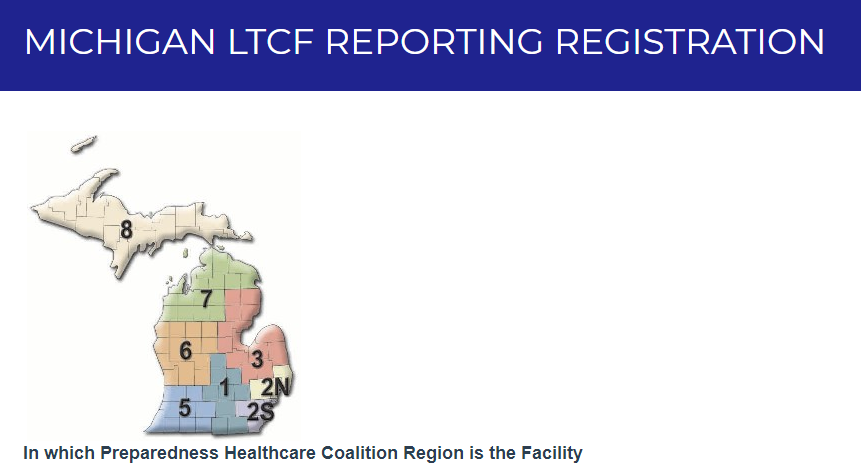 MICHIGAN LTCF REPORTING REGISTRATION
8
7
6
3
1
2N
5
2S
In which Preparedness Healthcare Coalition Region is the Facility